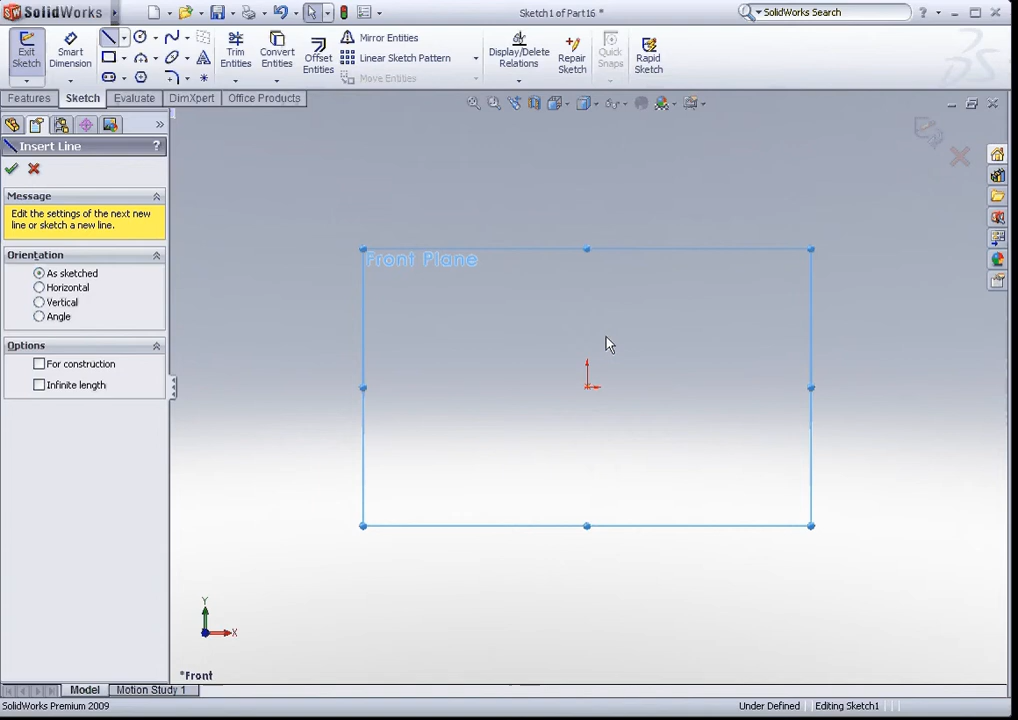 SolidWorks
Sketch1 of Part16 *
SolidWorks Search
Exit Sketch
Smart Dimension
Trim Entities
Convert Entities
Offset Entities
Mirror Entities
Linear Sketch Pattern
Move Entities
Display/Delete Relations
Repair Sketch
Quick Snaps
Rapid Sketch
Features
Sketch
Evaluate
DimXpert
Office Products
Insert Line
?
Message
Edit the settings of the next new
line or sketch a new line.
Orientation
As sketched
Horizontal
Vertical
Angle
Options
For construction
Infinite length
Front Plane
Y
X
*Front
Model
Motion Study 1
SolidWorks Premium 2009
Under Defined
Editing Sketch1